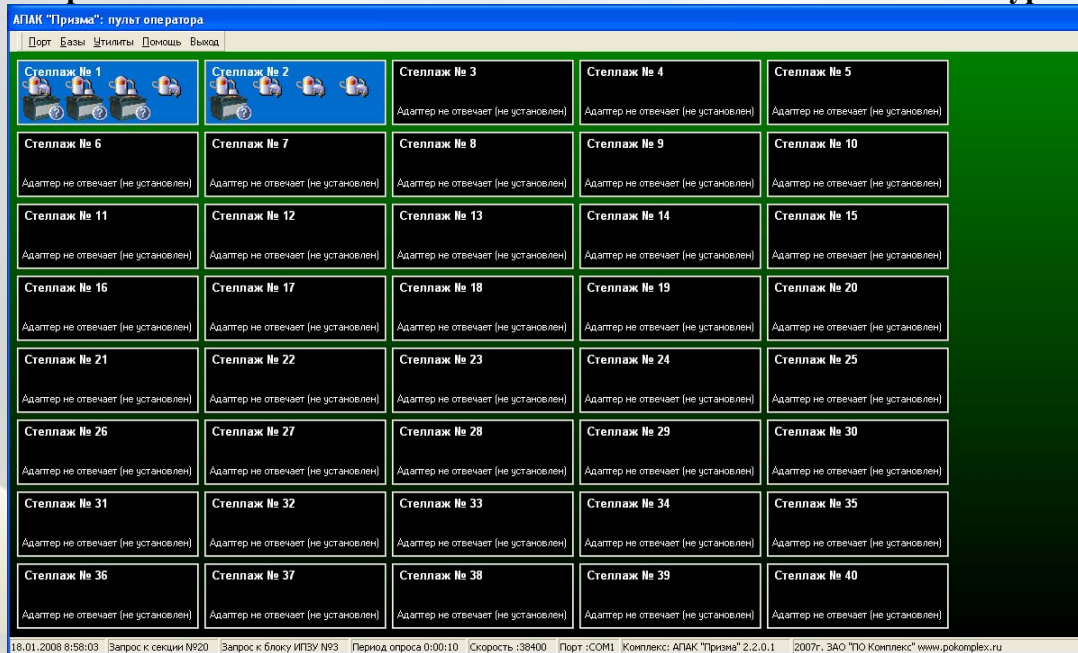 АПАК "Призма": пульт оператора
Порт Базы Утилиты Помощь Выход
Стеллаж № 1 Стеллаж № 2 Стеллаж № 3 Стеллаж № 4 Стеллаж № 5
Адаптер не отвечает (не установлен) Адаптер не отвечает (не установлен) Адаптер не отвечает (не установлен)
Стеллаж № 6 Стеллаж № 7 Стеллаж № 8 Стеллаж № 9 Стеллаж № 10
Адаптер не отвечает (не установлен) Адаптер не отвечает (не установлен) Адаптер не отвечает (не установлен) Адаптер не отвечает (не установлен) Адаптер не отвечает (не установлен)
Стеллаж № 11 Стеллаж № 12 Стеллаж № 13 Стеллаж № 14 Стеллаж № 15
Адаптер не отвечает (не установлен) Адаптер не отвечает (не установлен) Адаптер не отвечает (не установлен) Адаптер не отвечает (не установлен) Адаптер не отвечает (не установлен)
Стеллаж № 16 Стеллаж № 17 Стеллаж № 18 Стеллаж № 19 Стеллаж № 20
Адаптер не отвечает (не установлен) Адаптер не отвечает (не установлен) Адаптер не отвечает (не установлен) Адаптер не отвечает (не установлен) Адаптер не отвечает (не установлен)
Стеллаж № 21 Стеллаж № 22 Стеллаж № 23 Стеллаж № 24 Стеллаж № 25
Адаптер не отвечает (не установлен) Адаптер не отвечает (не установлен) Адаптер не отвечает (не установлен) Адаптер не отвечает (не установлен) Адаптер не отвечает (не установлен)
Стеллаж № 26 Стеллаж № 27 Стеллаж № 28 Стеллаж № 29 Стеллаж № 30
Адаптер не отвечает (не установлен) Адаптер не отвечает (не установлен) Адаптер не отвечает (не установлен) Адаптер не отвечает (не установлен) Адаптер не отвечает (не установлен)
Стеллаж № 31 Стеллаж № 32 Стеллаж № 33 Стеллаж № 34 Стеллаж № 35
Адаптер не отвечает (не установлен) Адаптер не отвечает (не установлен) Адаптер не отвечает (не установлен) Адаптер не отвечает (не установлен) Адаптер не отвечает (не установлен)
Стеллаж № 36 Стеллаж № 37 Стеллаж № 38 Стеллаж № 39 Стеллаж № 40
Адаптер не отвечает (не установлен) Адаптер не отвечает (не установлен) Адаптер не отвечает (не установлен) Адаптер не отвечает (не установлен) Адаптер не отвечает (не установлен)
18.01.2008 8:58:03 Запрос к секции №20 Запрос к блоку ИПЗУ №3 Период опроса 0:00:10 Скорость :38400 Порт :COM1 Комплекс: АПАК "Призма" 2.2.0.1 2007г. ЗАО "ПО Комплекс" www.pokomplex.ru